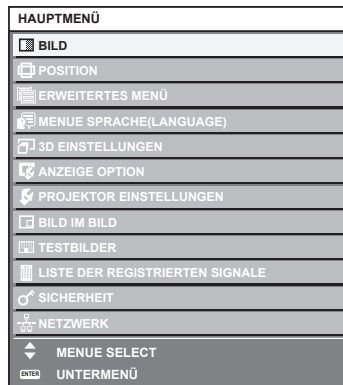 HAUPTMENÜ
BILD
POSITION
ERWEITERTES MENÜ
MENUE SPRACHE(LANGUAGE)
3D EINSTELLUNGEN
ANZEIGE OPTION
PROJEKTOR EINSTELLUNGEN
BILD IM BILD
TESTBILDER
LISTE DER REGISTRIERTEN SIGNALE
SICHERHEIT
NETZWERK
MENUE SELECT
ENTER UNTERMENÜ